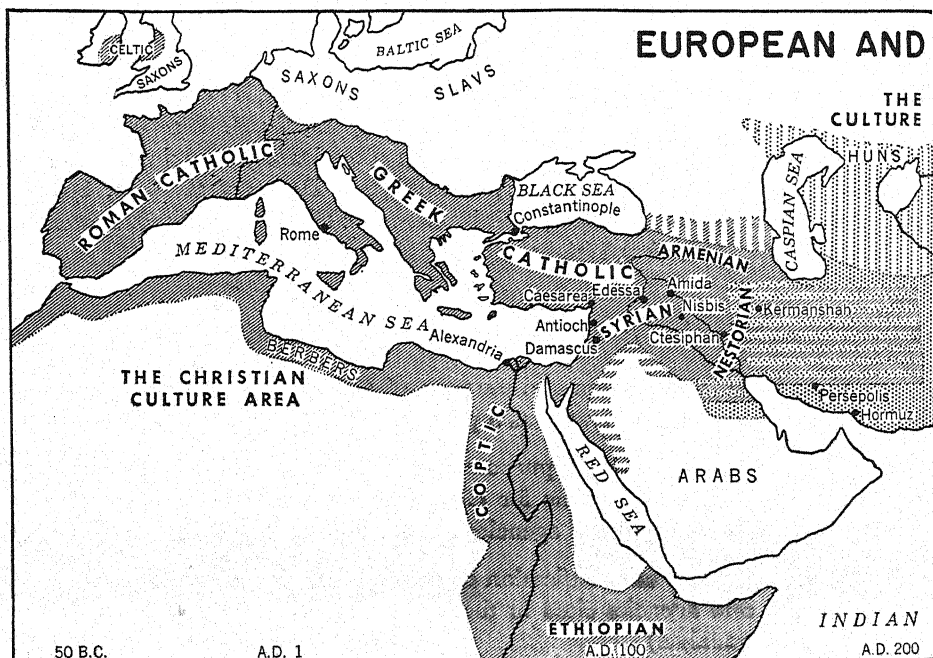 EUROPEAN AND
THE
CULTURE
CELTIC
SAXONS
BALTIC SEA
SAXONS
SLAVS
HUNS
ROMAN CATHOLIC
GREEK
BLACK SEA
Constantinople
CASPIAN SEA
Rome
MEDITERRANEAN SEA
CATHOLIC
ARMENIAN
Caesarea
Edessa
Amida
Nisbis
Kermanshah
Antioch
SYRIAN
Damascus
Ctesiphan
NESTORIAN
Alexandria
BERBERS
THE CHRISTIAN
CULTURE AREA
Persepolis
Hormuz
COPTIC
RED SEA
ARABS
ETHIOPIAN
INDIAN
50 B.C.
A.D. 1
A.D. 100
A.D. 200